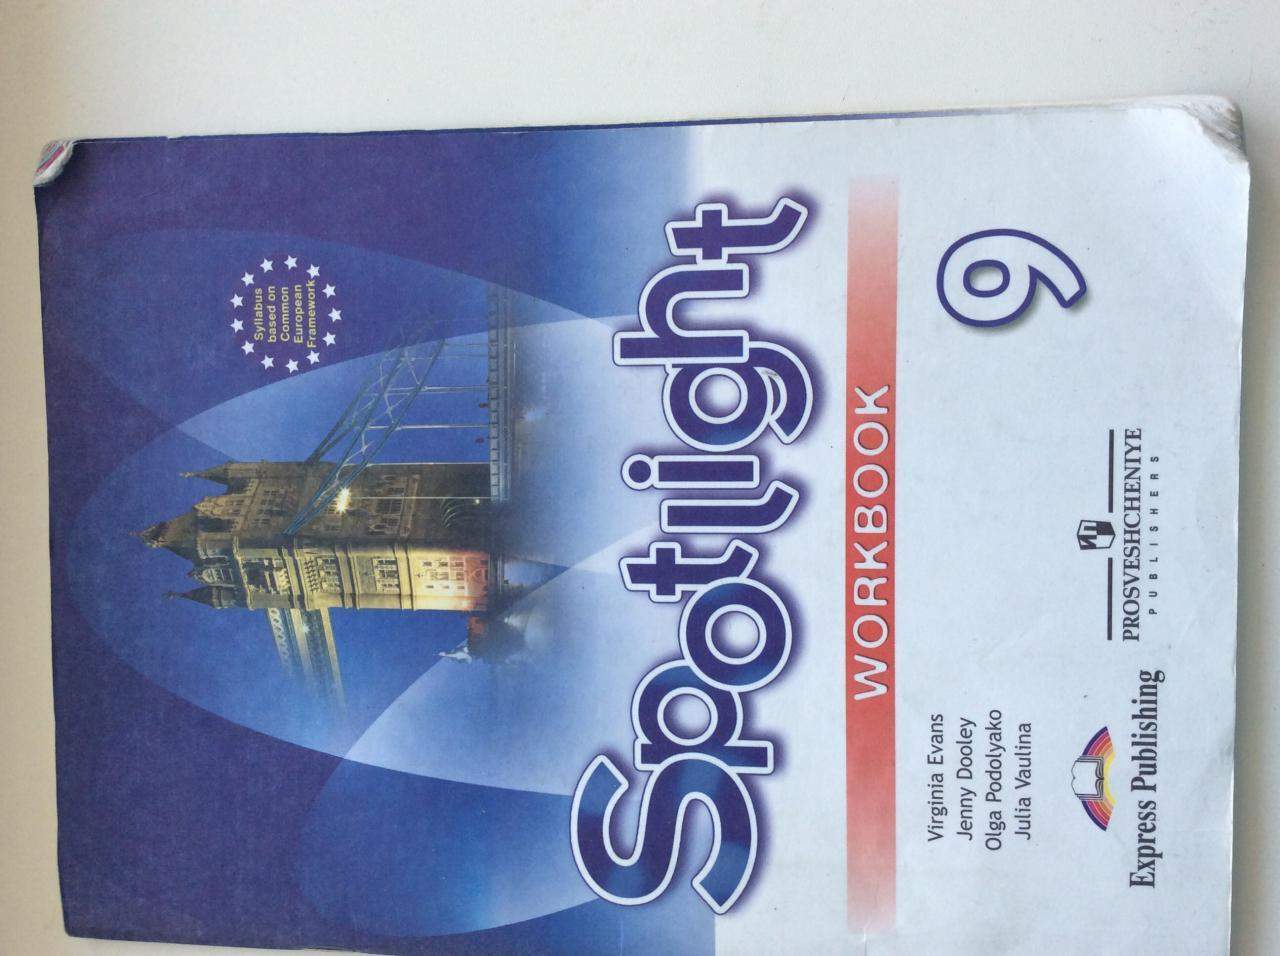 Syllabus
based on
Common
European
Framework
Spotlight
WORKBOOK
9
Virginia Evans
Jenny Dooley
Olga Podolyako
Julia Vaulina
Express Publishing
ИП
PROSVESHCHENIYE
PUBLISHERS